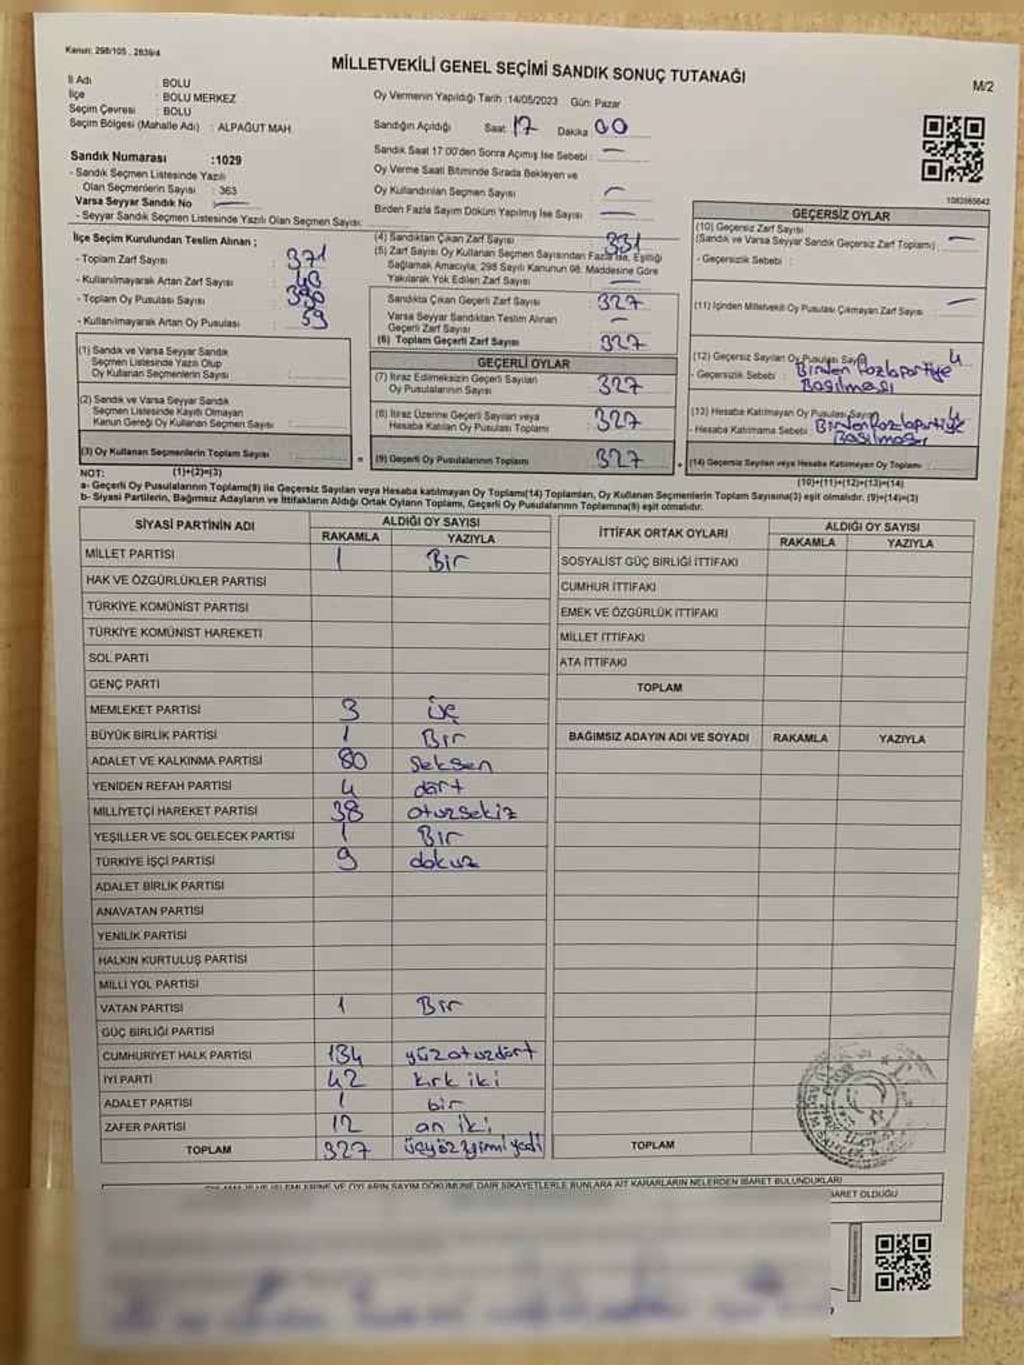 Kanun: 298/105 , 2839/4
MİLLETVEKİLİ GENEL SEÇİMİ SANDIK SONUÇ TUTANAĞI
M/2
İl Adı : BOLU
İlçe : BOLU MERKEZ
Seçim Çevresi : BOLU
Seçim Bölgesi (Mahalle Adı) : ALPAĞUT MAH.
Oy Vermenin Yapıldığı Tarih :14/05/2023 Gün: Pazar
Sandığın Açıldığı Saat: 17 Dakika: 00
Sandık Saat 17:00'den Sonra Açımış İse Sebebi : —
Oy Verme Saati Bitiminde Sırada Bekleyen ve
Oy Kullandırılan Seçmen Sayısı —
Birden Fazla Sayım Döküm Yapılmış İse Sayısı —
Sandık Numarası :1029
- Sandık Seçmen Listesinde Yazılı
Olan Seçmenlerin Sayısı : 363
Varsa Seyyar Sandık No —
- Seyyar Sandık Seçmen Listesinde Yazılı Olan Seçmen Sayısı:
İlçe Seçim Kurulundan Teslim Alınan ;
- Toplam Zarf Sayısı : 371
- Kullanılmayarak Artan Zarf Sayısı :
- Toplam Oy Pusulası Sayısı :
- Kullanılmayarak Artan Oy Pusulası : 59
(4) Sandıktan Çıkan Zarf Sayısı 331
(5) Zarf Sayısı Oy Kullanan Seçmen Sayısından Fazla İse, Eşitliği
Sağlamak Amacıyla, 298 Sayılı Kanunun 98. Maddesine Göre
Yakılarak Yok Edilen Zarf Sayısı —
Sandıkta Çıkan Geçerli Zarf Sayısı : 327
Varsa Seyyar Sandıktan Teslim Alınan
Geçerli Zarf Sayısı : —
(6) Toplam Geçerli Zarf Sayısı : 327
GEÇERLİ OYLAR
(7) İtiraz Edilmeksizin Geçerli Sayılan
Oy Pusulalarının Sayısı : 327
(8) İtiraz Üzerine Geçerli Sayılan veya
Hesaba Katılan Oy Pusulası Toplamı : 327
(9) Geçerli Oy Pusulalarının Toplamı : 327
1082080643
GEÇERSİZ OYLAR
(10) Geçersiz Zarf Sayısı
(Sandık ve Varsa Seyyar Sandık Geçersiz Zarf Toplamı) : —
- Geçersizlik Sebebi :
(11) İçinden Milletvekili Oy Pusulası Çıkmayan Zarf Sayısı : —
(12) Geçersiz Sayılan Oy Pusulası Sayısı 4
- Geçersizlik Sebebi : Birden fazla partiye
Basılması
(13) Hesaba Katılmayan Oy Pusulası Sayısı 4
- Hesaba Katılmama Sebebi : Birden fazla partiye
Basılması
(14) Geçersiz Sayılan veya Hesaba Katılmayan Oy Toplamı :
(10)+(11)+(12)+(13)=(14)
(1) Sandık ve Varsa Seyyar Sandık
Seçmen Listesinde Yazılı Olup
Oy Kullanan Seçmenlerin Sayısı :
(2) Sandık ve Varsa Seyyar Sandık
Seçmen Listesinde Kayıtlı Olmayan
Kanun Gereği Oy Kullanan Seçmen Sayısı :
(3) Oy Kullanan Seçmenlerin Toplam Sayısı :
NOT: (1)+(2)=(3)
a- Geçerli Oy Pusulalarının Toplamı(9) ile Geçersiz Sayılan veya Hesaba katılmayan Oy Toplamı(14) Toplamları, Oy Kullanan Seçmenlerin Toplam Sayısına(3) eşit olmalıdır. (9)+(14)=(3)
b- Siyasi Partilerin, Bağımsız Adayların ve İttifakların Aldığı Ortak Oyların Toplamı, Geçerli Oy Pusulalarının Toplamına(9) eşit olmalıdır.
SİYASİ PARTİNİN ADI ALDIĞI OY SAYISI
RAKAMLA YAZIYLA
MİLLET PARTİSİ 1 Bir
HAK VE ÖZGÜRLÜKLER PARTİSİ
TÜRKİYE KOMÜNİST PARTİSİ
TÜRKİYE KOMÜNİST HAREKETİ
SOL PARTİ
GENÇ PARTİ
MEMLEKET PARTİSİ 3 üç
BÜYÜK BİRLİK PARTİSİ 1 Bir
ADALET VE KALKINMA PARTİSİ 80 seksen
YENİDEN REFAH PARTİSİ 4 dört
MİLLİYETÇİ HAREKET PARTİSİ 38 otuzsekiz
YEŞİLLER VE SOL GELECEK PARTİSİ 1 Bir
TÜRKİYE İŞÇİ PARTİSİ 9 dokuz
ADALET BİRLİK PARTİSİ
ANAVATAN PARTİSİ
YENİLİK PARTİSİ
HALKIN KURTULUŞ PARTİSİ
MİLLİ YOL PARTİSİ
VATAN PARTİSİ 1 Bir
GÜÇ BİRLİĞİ PARTİSİ
CUMHURİYET HALK PARTİSİ 134 yüzotuzdört
İYİ PARTİ 42 kırk iki
ADALET PARTİSİ 1 bir
ZAFER PARTİSİ 12 on iki
TOPLAM 327 üçyüzyirmiyedi
İTTİFAK ORTAK OYLARI ALDIĞI OY SAYISI
RAKAMLA YAZIYLA
SOSYALİST GÜÇ BİRLİĞİ İTTİFAKI
CUMHUR İTTİFAKI
EMEK VE ÖZGÜRLÜK İTTİFAKI
MİLLET İTTİFAKI
ATA İTTİFAKI
TOPLAM
BAĞIMSIZ ADAYIN ADI VE SOYADI RAKAMLA YAZIYLA
TOPLAM
İŞLEMLERİNE VE OYLARIN SAYIM DÖKÜMÜNE DAİR ŞİKAYETLERLE BUNLARA AİT KARARLARIN NELERDEN İBARET BULUNDUKLARI
İBARET OLDUĞU